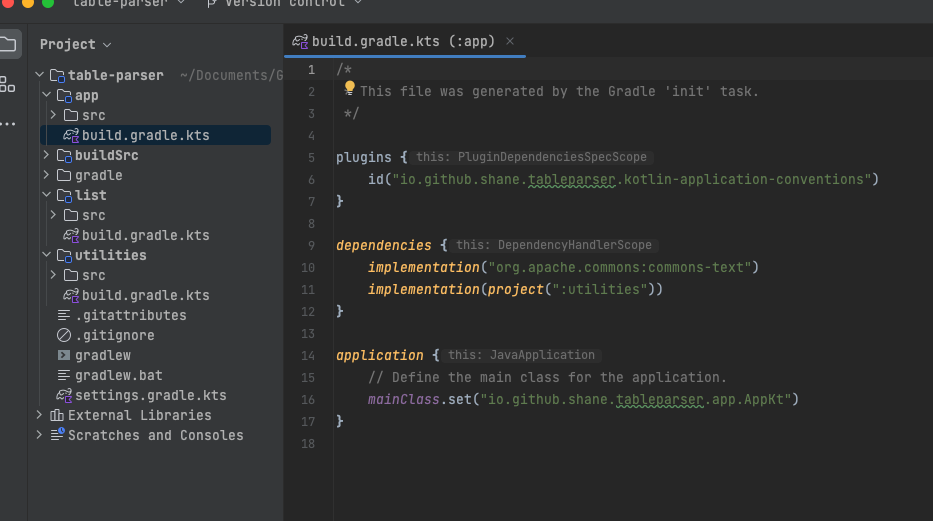 table-parser Version control
Project
build.gradle.kts (:app)
table-parser ~/Documents/G
app
src
build.gradle.kts
buildSrc
gradle
list
src
build.gradle.kts
utilities
src
build.gradle.kts
.gitattributes
.gitignore
gradlew
gradlew.bat
settings.gradle.kts
External Libraries
Scratches and Consoles
1 /*
2 This file was generated by the Gradle 'init' task.
3 */
4
5 plugins { this: PluginDependenciesSpecScope
6 id("io.github.shane.tableparser.kotlin-application-conventions")
7 }
8
9 dependencies { this: DependencyHandlerScope
10 implementation("org.apache.commons:commons-text")
11 implementation(project(":utilities"))
12 }
13
14 application { this: JavaApplication
15 // Define the main class for the application.
16 mainClass.set("io.github.shane.tableparser.app.AppKt")
17 }
18